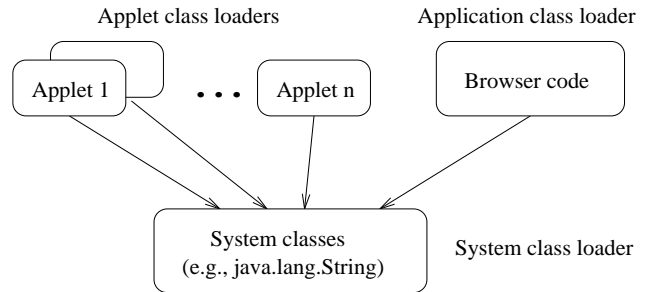 Applet class loaders
Application class loader
Applet 1
. . .
Applet n
Browser code
System classes
(e.g., java.lang.String)
System class loader